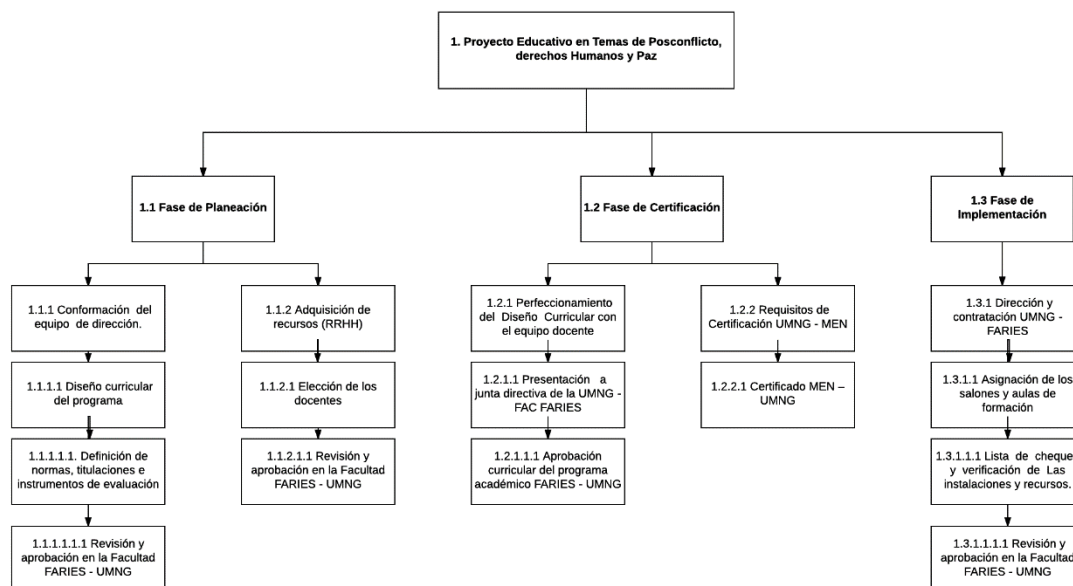 1. Proyecto Educativo en Temas de Posconflicto,
derechos Humanos y Paz
1.1 Fase de Planeación
1.2 Fase de Certificación
1.3 Fase de
Implementación
1.1.1 Conformación del
equipo de dirección.
1.1.2 Adquisición de
recursos (RRHH)
1.2.1 Perfeccionamiento
del Diseño Curricular con
el equipo docente
1.2.2 Requisitos de
Certificación UMNG - MEN
1.3.1 Dirección y
contratación UMNG -
FARIES
1.1.1.1 Diseño curricular
del programa
1.1.2.1 Elección de los
docentes
1.2.1.1 Presentación a
junta directiva de la UMNG -
FAC FARIES
1.2.2.1 Certificado MEN –
UMNG
1.3.1.1 Asignación de los
salones y aulas de
formación
1.1.1.1.1. Definición de
normas, titulaciones e
instrumentos de evaluación
1.1.2.1.1 Revisión y
aprobación en la Facultad
FARIES - UMNG
1.2.1.1.1 Aprobación
curricular del programa
académico FARIES - UMNG
1.3.1.1.1 Lista de chequeo
y verificación de Las
instalaciones y recursos.
1.1.1.1.1.1 Revisión y
aprobación en la Facultad
FARIES - UMNG
1.3.1.1.1.1 Revisión y
aprobación en la Facultad
FARIES - UMNG